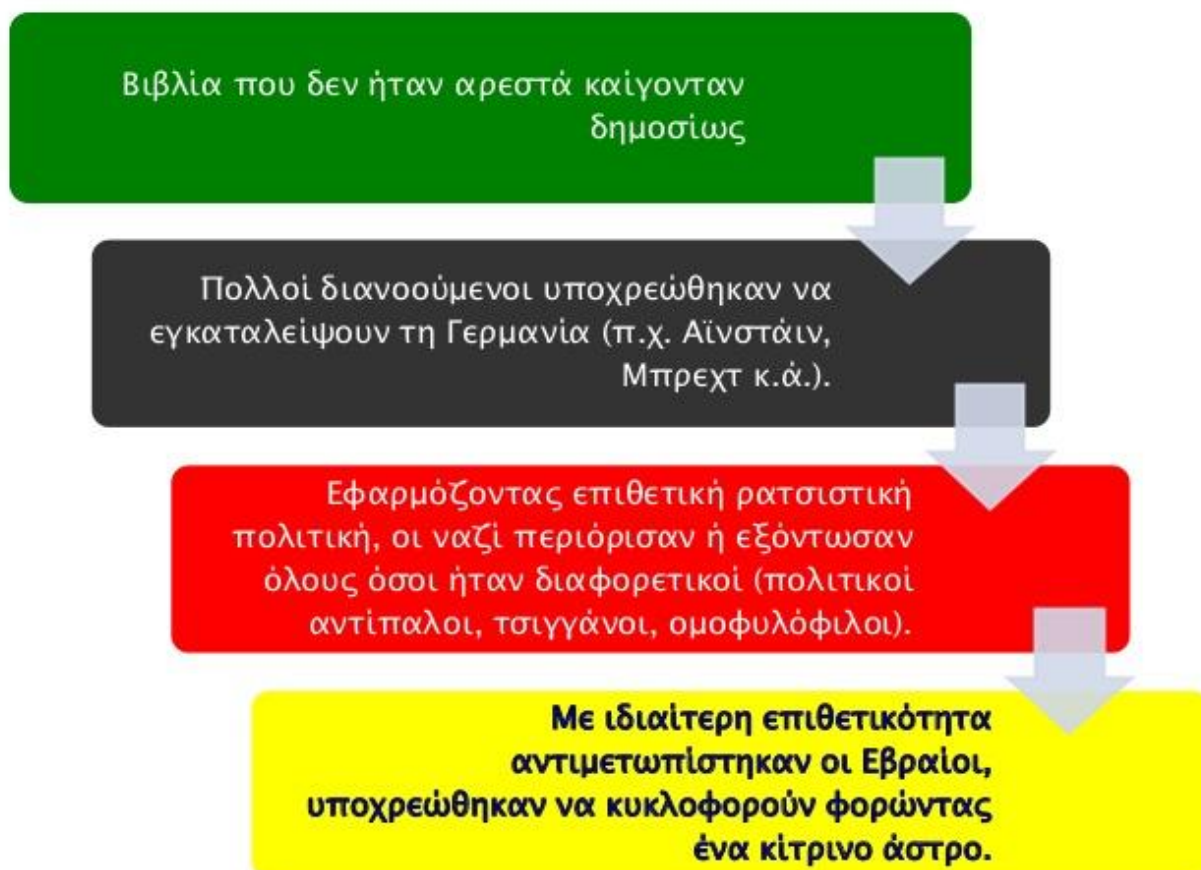 Βιβλία που δεν ήταν αρεστά καίγονταν
δημοσίως
Πολλοί διανοούμενοι υποχρεώθηκαν να
εγκαταλείψουν τη Γερμανία (π.χ. Αϊνστάιν,
Μπρεχτ κ.ά.).
Εφαρμόζοντας επιθετική ρατσιστική
πολιτική, οι ναζί περιόρισαν ή εξόντωσαν
όλους όσοι ήταν διαφορετικοί (πολιτικοί
αντίπαλοι, τσιγγάνοι, ομοφυλόφιλοι).
Με ιδιαίτερη επιθετικότητα
αντιμετωπίστηκαν οι Εβραίοι,
υποχρεώθηκαν να κυκλοφορούν φορώντας
ένα κίτρινο άστρο.